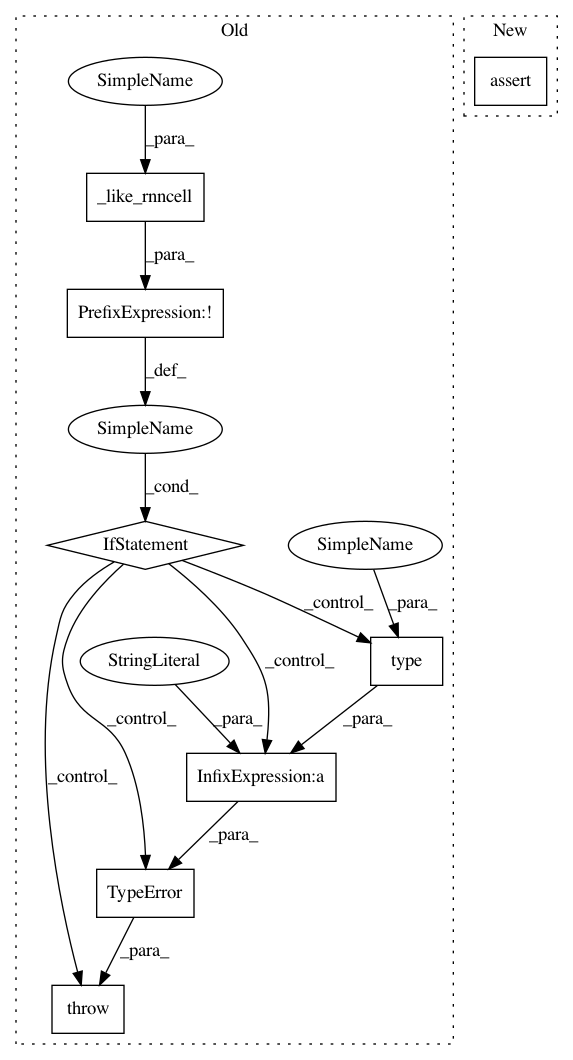 Old
New
SimpleName
assert
_para_
_like_rnncell
_para_
PrefixExpression:!
_def_
SimpleName
_cond_
IfStatement
SimpleName
_control_
_para_
StringLiteral
type
_control_
_para_
_para_
_control_
InfixExpression:a
_control_
_para_
TypeError
_para_
throw